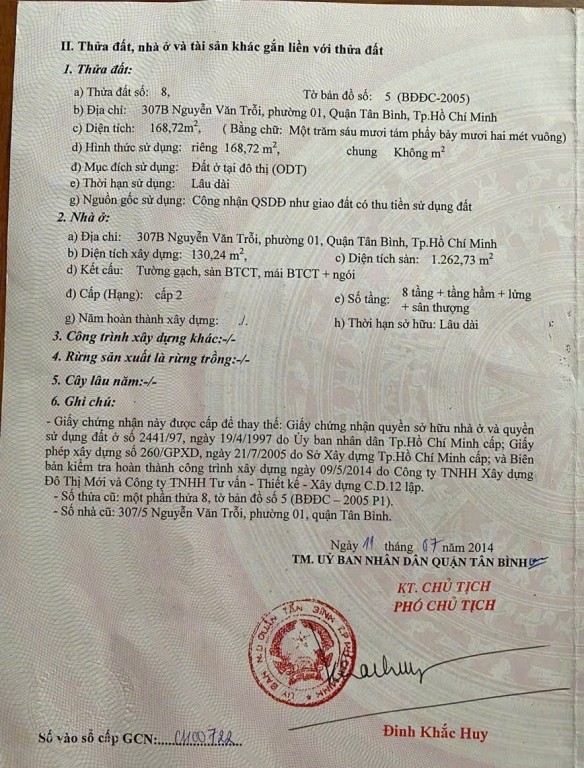 II. Thửa đất, nhà ở và tài sản khác gắn liền với thửa đất
1. Thửa đất:
a) Thửa đất số: 8, Tờ bản đồ số: 5 (BĐĐC-2005)
b) Địa chỉ: 307B Nguyễn Văn Trỗi, phường 01, Quận Tân Bình, Tp.Hồ Chí Minh
c) Diện tích: 168,72m², ( Bằng chữ: Một trăm sáu mươi tám phẩy bảy mươi hai mét vuông)
d) Hình thức sử dụng: riêng 168,72 m², chung Không m²
đ) Mục đích sử dụng: Đất ở tại đô thị (ODT)
e) Thời hạn sử dụng: Lâu dài
g) Nguồn gốc sử dụng: Công nhận QSDĐ như giao đất có thu tiền sử dụng đất
2. Nhà ở:
a) Địa chỉ: 307B Nguyễn Văn Trỗi, phường 01, Quận Tân Bình, Tp.Hồ Chí Minh
b) Diện tích xây dựng: 130,24 m², c) Diện tích sàn: 1.262,73 m²
d) Kết cấu: Tường gạch, sàn BTCT, mái BTCT + ngói
đ) Cấp (Hạng): cấp 2 e) Số tầng: 8 tầng + tầng hầm + lửng
+ sân thượng
g) Năm hoàn thành xây dựng: ./. h) Thời hạn sở hữu: Lâu dài
3. Công trình xây dựng khác:-/-
4. Rừng sản xuất là rừng trồng:-/-
5. Cây lâu năm:-/-
6. Ghi chú:
- Giấy chứng nhận này được cấp để thay thế: Giấy chứng nhận quyền sở hữu nhà ở và quyền
sử dụng đất ở số 2441/97, ngày 19/4/1997 do Ủy ban nhân dân Tp.Hồ Chí Minh cấp; Giấy
phép xây dựng số 260/GPXD, ngày 21/7/2005 do Sở Xây dựng Tp.Hồ Chí Minh cấp; và Biên
bản kiểm tra hoàn thành công trình xây dựng ngày 09/5/2014 do Công ty TNHH Xây dựng
Đô Thị Mới và Công ty TNHH Tư vấn - Thiết kế - Xây dựng C.D.12 lập.
- Số thửa cũ: một phần thửa 8, tờ bản đồ số 5 (BĐĐC – 2005 P1).
- Số nhà cũ: 307/5 Nguyễn Văn Trỗi, phường 01, quận Tân Bình.
Ngày 11 tháng 07 năm 2014
TM. UỶ BAN NHÂN DÂN QUẬN TÂN BÌNH
KT. CHỦ TỊCH
PHÓ CHỦ TỊCH
ỦY BAN N.D QUẬN TÂN BÌNH T.P HỒ CHÍ MINH
Đinh Khắc Huy
Số vào sổ cấp GCN:.....CH00722...